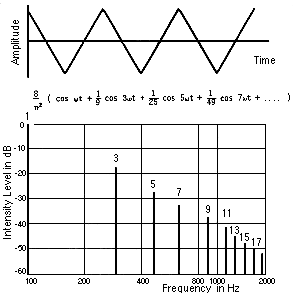 Amplitude
Time
8/π² ( cos ωt + 1/9 cos 3ωt + 1/25 cos 5ωt + 1/49 cos 7ωt + .... )
1
0
3
-10
5
-20
7
-30
9
11
-40
13
15
17
-50
-60
Intensity Level in dB
100 200 400 800 1000 2000
Frequency in Hz